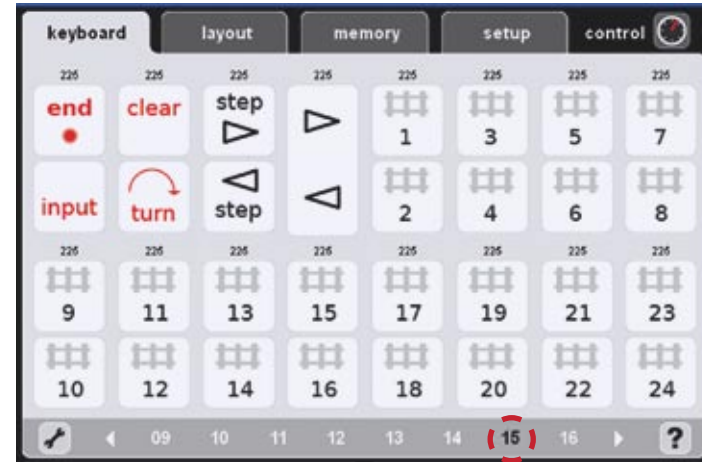 keyboard layout memory setup control
225 225 225 225 225 225 225 225
end clear step 1 3 5 7
input turn step 2 4 6 8
225 225 225 225 225 225 225 225
9 11 13 15 17 19 21 23
10 12 14 16 18 20 22 24
09 10 11 12 13 14 15 16 ?